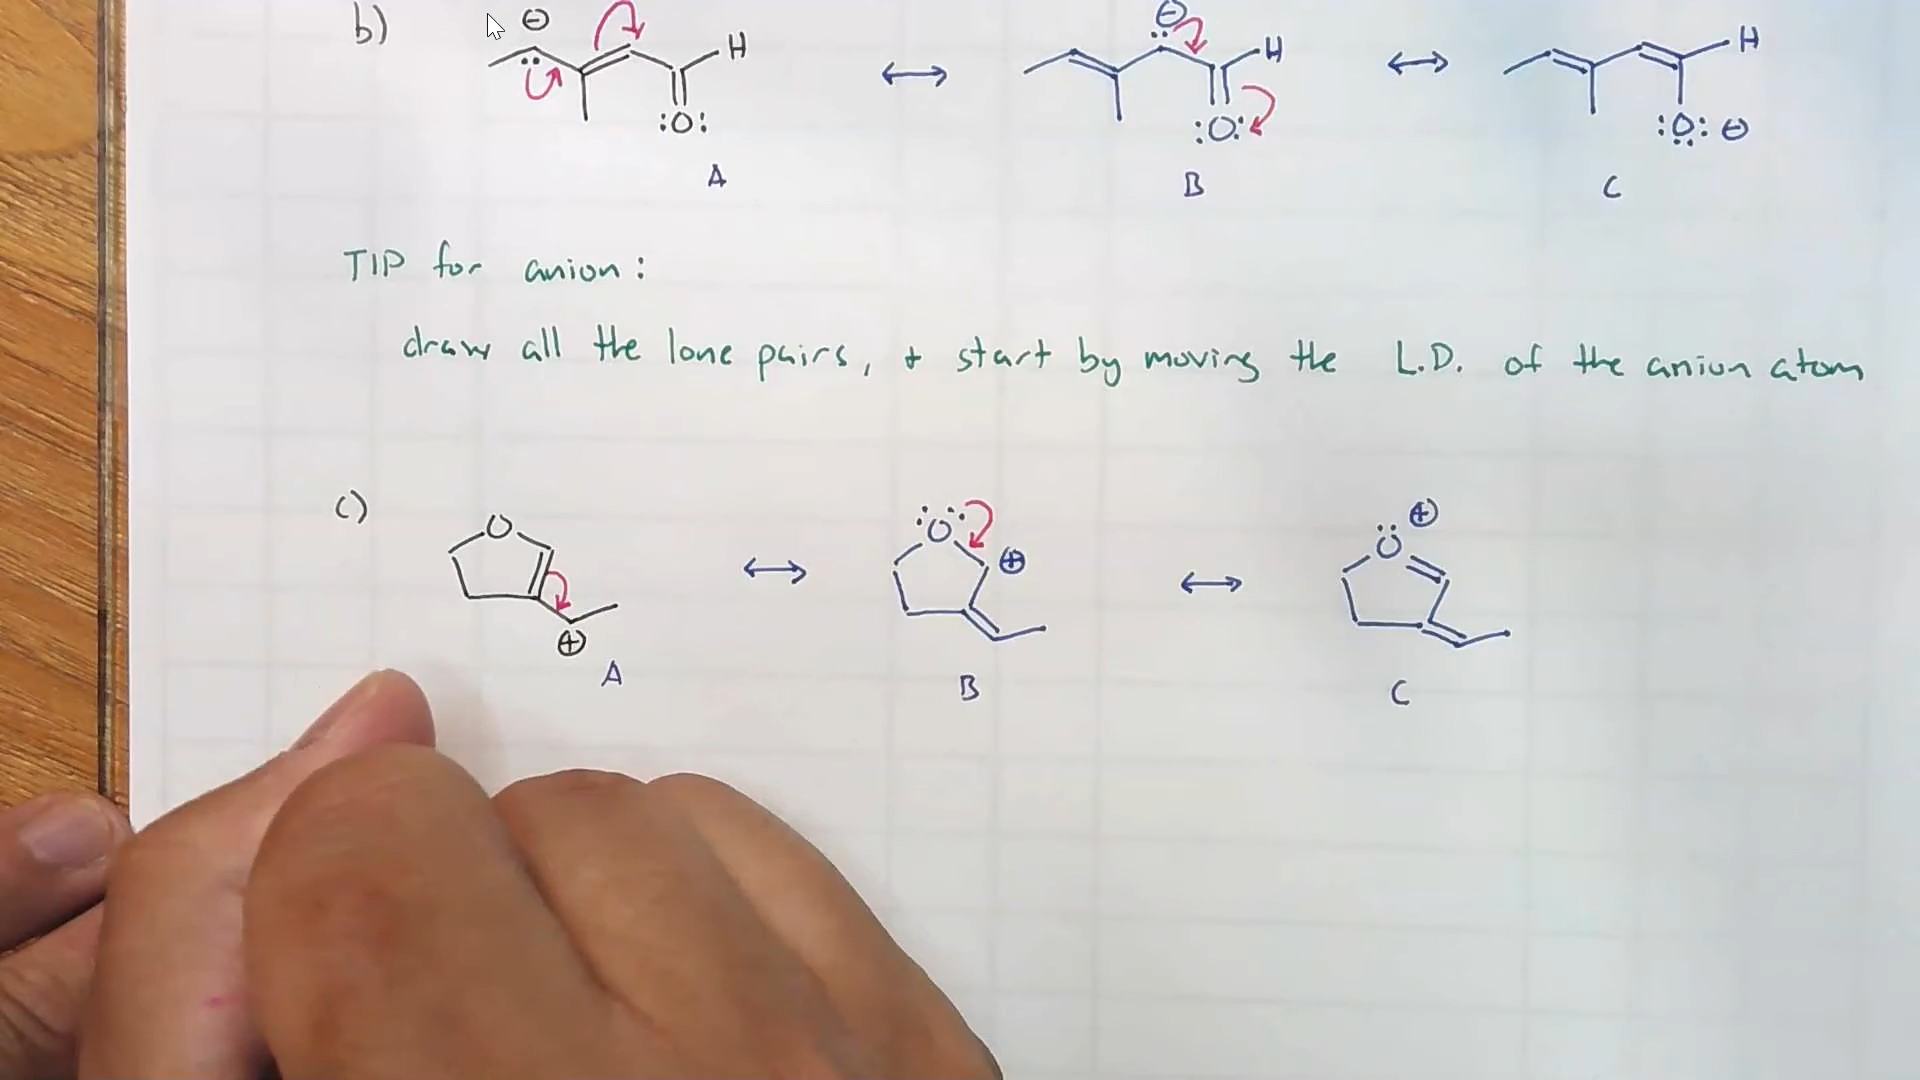 b) ⊖ H ⊖ H H
:O: :O: :O: ⊖
A B C
TIP for anion:
draw all the lone pairs, + start by moving the L.D. of the anion atom
c) O O ⊕ O ⊕
⊕
A B C